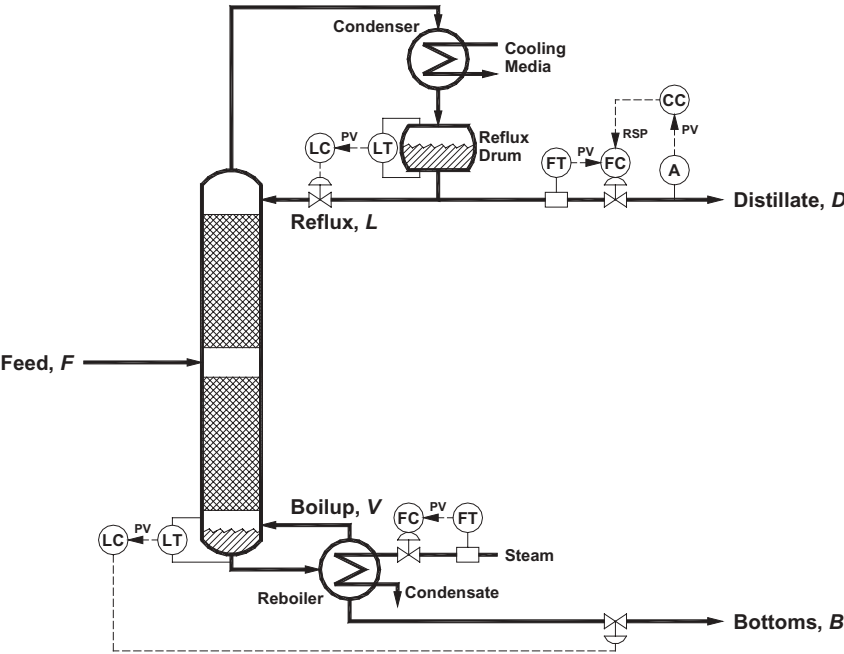 Condenser
Cooling
Media
CC
Reflux
Drum
LC
PV
LT
FT
PV
FC
RSP
PV
A
Distillate, D
Reflux, L
Feed, F
Boilup, V
FC
PV
FT
LC
PV
LT
Steam
Reboiler
Condensate
Bottoms, B